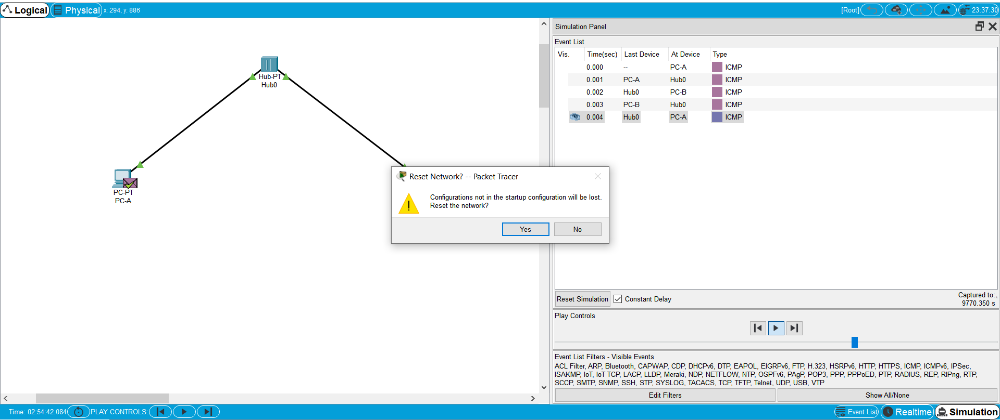 Logical Physical x: 294, y: 886 [Root] 23:37:30
Simulation Panel
Event List
Vis. Time(sec) Last Device At Device Type
0.000 -- PC-A ICMP
0.001 PC-A Hub0 ICMP
0.002 Hub0 PC-B ICMP
0.003 PC-B Hub0 ICMP
0.004 Hub0 PC-A ICMP
Hub-PT
Hub0
PC-PT
PC-A
Reset Network? -- Packet Tracer
Configurations not in the startup configuration will be lost.
Reset the network?
Yes No
Reset Simulation Constant Delay
Captured to:
9770.350 s
Play Controls
Event List Filters - Visible Events
ACL Filter, ARP, Bluetooth, CAPWAP, CDP, DHCPv6, DTP, EAPOL, EIGRPv6, FTP, H.323, HSRPv6, HTTP, HTTPS, ICMP, ICMPv6, IPSec,
ISAKMP, IoT, IoT TCP, LACP, LLDP, Meraki, NDP, NETFLOW, NTP, OSPFv6, PAgP, POP3, PPP, PPPoED, PTP, RADIUS, REP, RIPng, RTP,
SCCP, SMTP, SNMP, SSH, STP, SYSLOG, TACACS, TCP, TFTP, Telnet, UDP, USB, VTP
Edit Filters Show All/None
Time: 02:54:42.084 PLAY CONTROLS: Event List Realtime Simulation